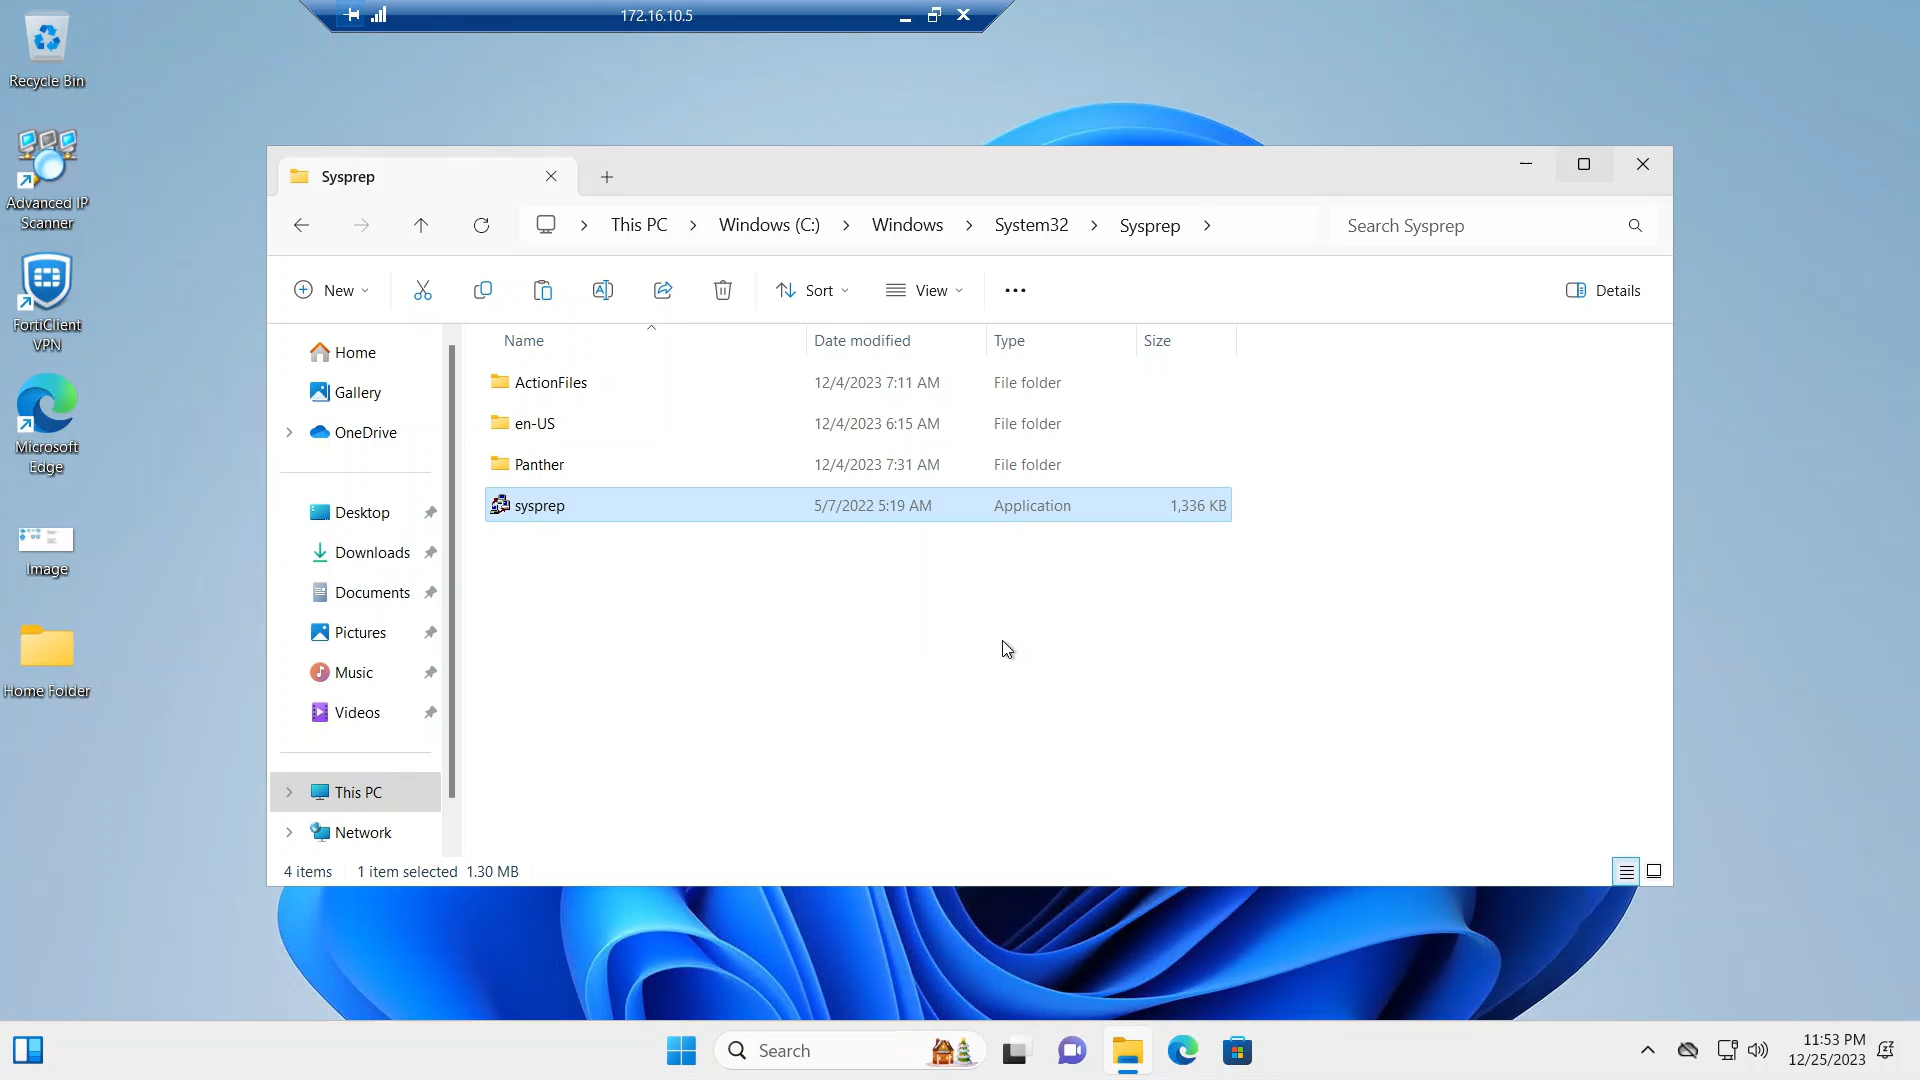 172.16.10.5
Recycle Bin
Advanced IP
Scanner
FortiClient
VPN
Microsoft
Edge
Image
Home Folder
Sysprep
This PC
Windows (C:)
Windows
System32
Sysprep
Search Sysprep
New
Sort
View
Details
Name
Date modified
Type
Size
ActionFiles 12/4/2023 7:11 AM File folder
en-US 12/4/2023 6:15 AM File folder
Panther 12/4/2023 7:31 AM File folder
sysprep 5/7/2022 5:19 AM Application 1,336 KB
Home
Gallery
OneDrive
Desktop
Downloads
Documents
Pictures
Music
Videos
This PC
Network
4 items 1 item selected 1.30 MB
Search
11:53 PM
12/25/2023